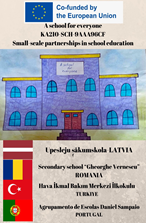 Co-funded by
the European Union
A school for everyone
KA210-SCH-9AAA96CF
Small-scale partnerships in school education
Upesleju sākumskola LATVIA
Secondary school "Gheorghe Vernescu"
ROMANIA
Hava İkmal Bakım Merkezi İlkokulu
TURKIYE
Agrupamento de Escolas Daniel Sampaio
PORTUGAL